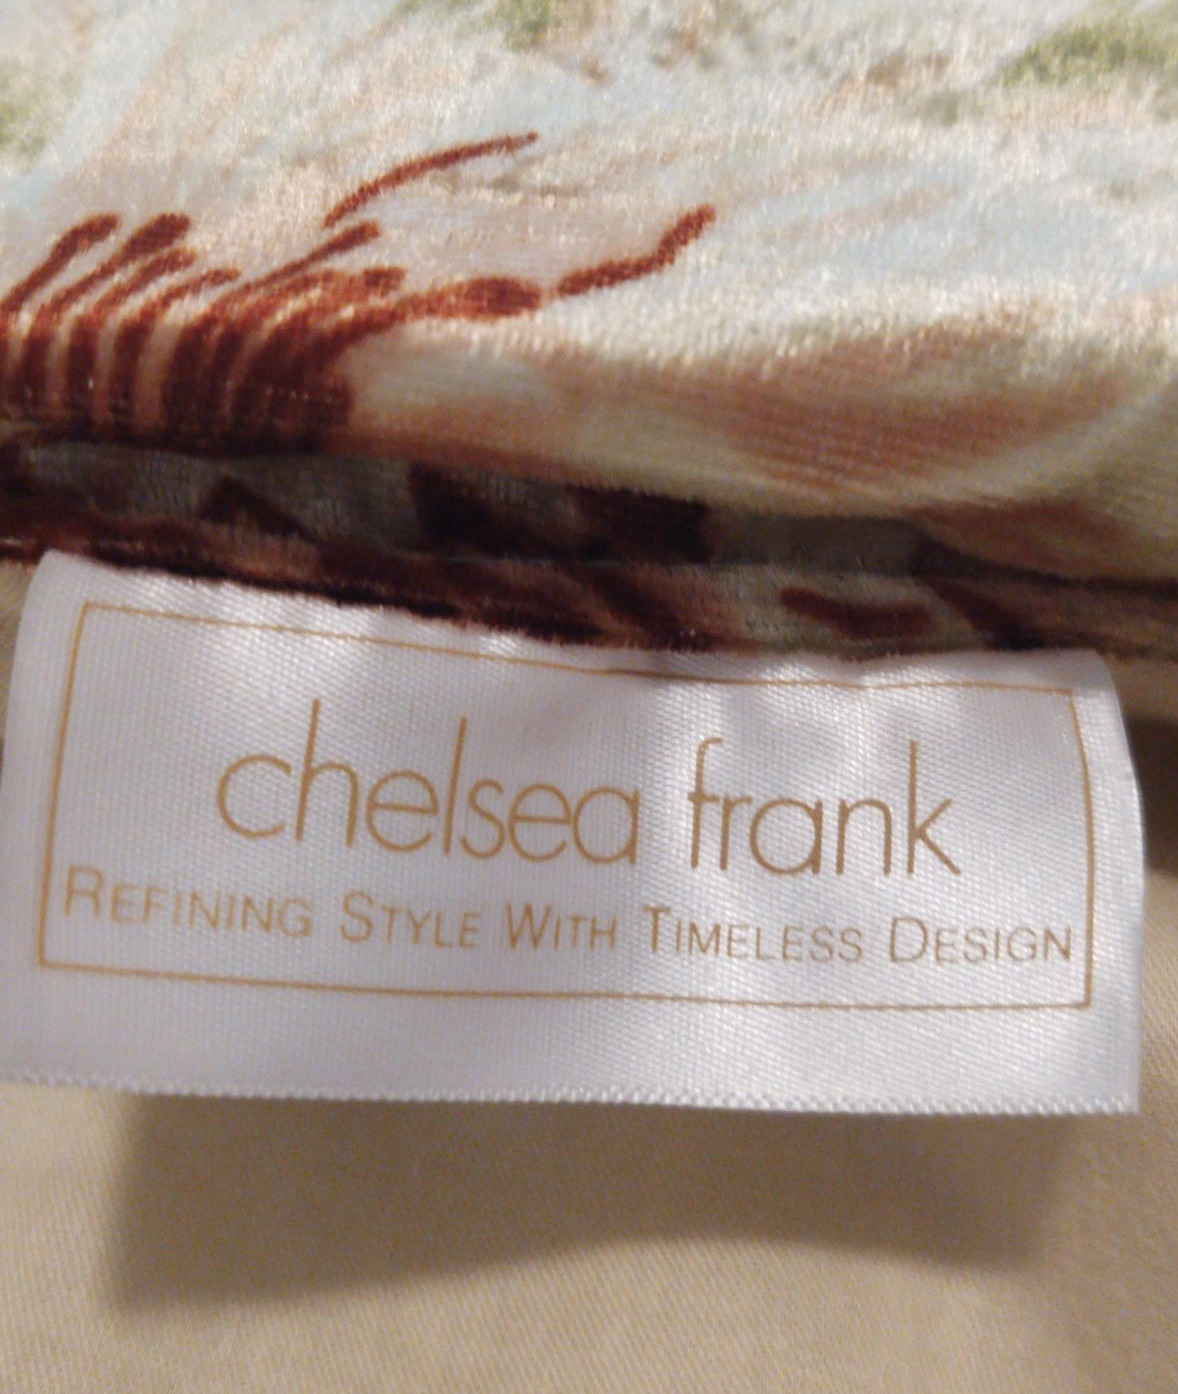 chelsea frank
REFINING STYLE WITH TIMELESS DESIGN